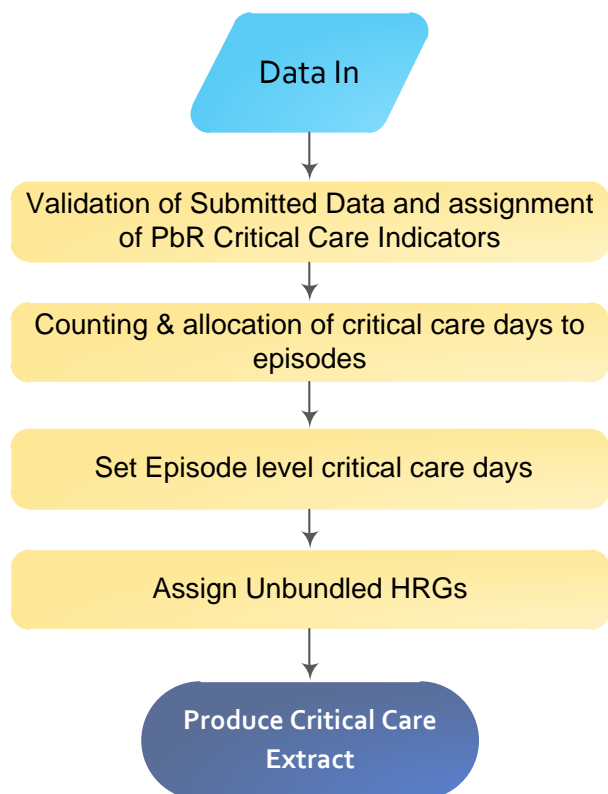 Data In
Validation of Submitted Data and assignment
of PbR Critical Care Indicators
Counting & allocation of critical care days to
episodes
Set Episode level critical care days
Assign Unbundled HRGs
Produce Critical Care
Extract